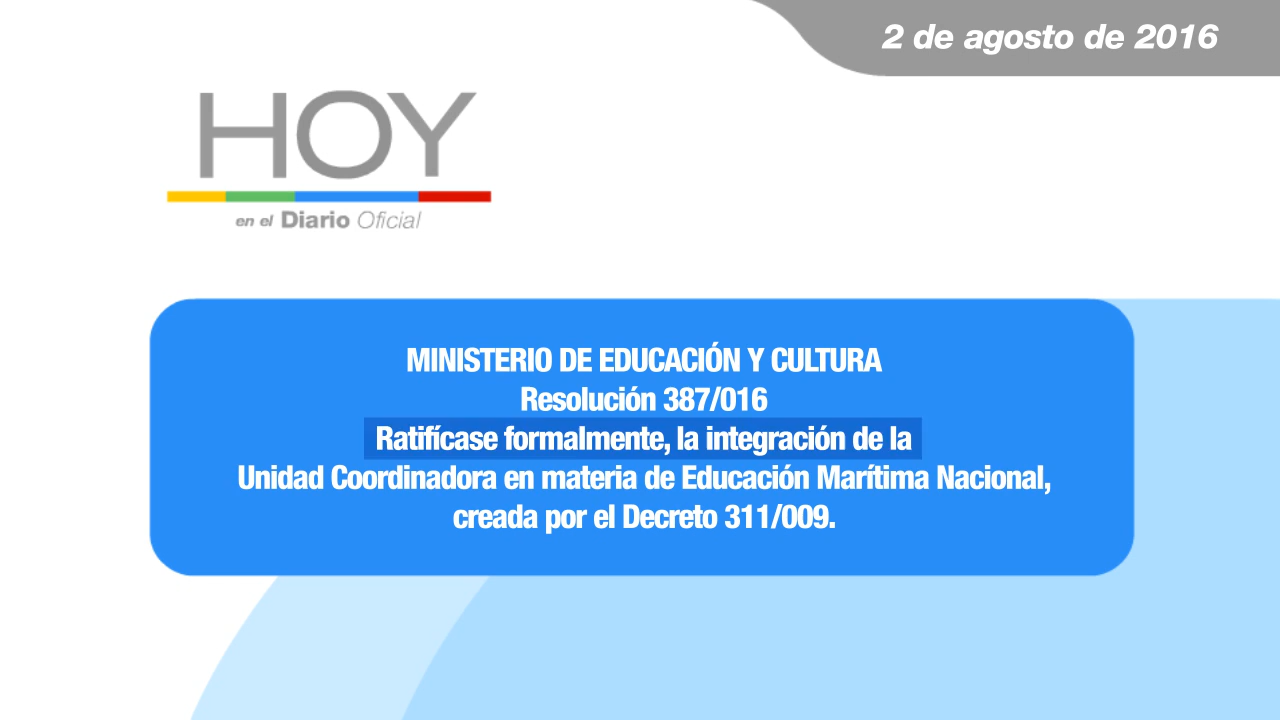 2 de agosto de 2016
HOY
en el Diario Oficial
MINISTERIO DE EDUCACIÓN Y CULTURA
Resolución 387/016
Ratifícase formalmente, la integración de la
Unidad Coordinadora en materia de Educación Marítima Nacional,
creada por el Decreto 311/009.